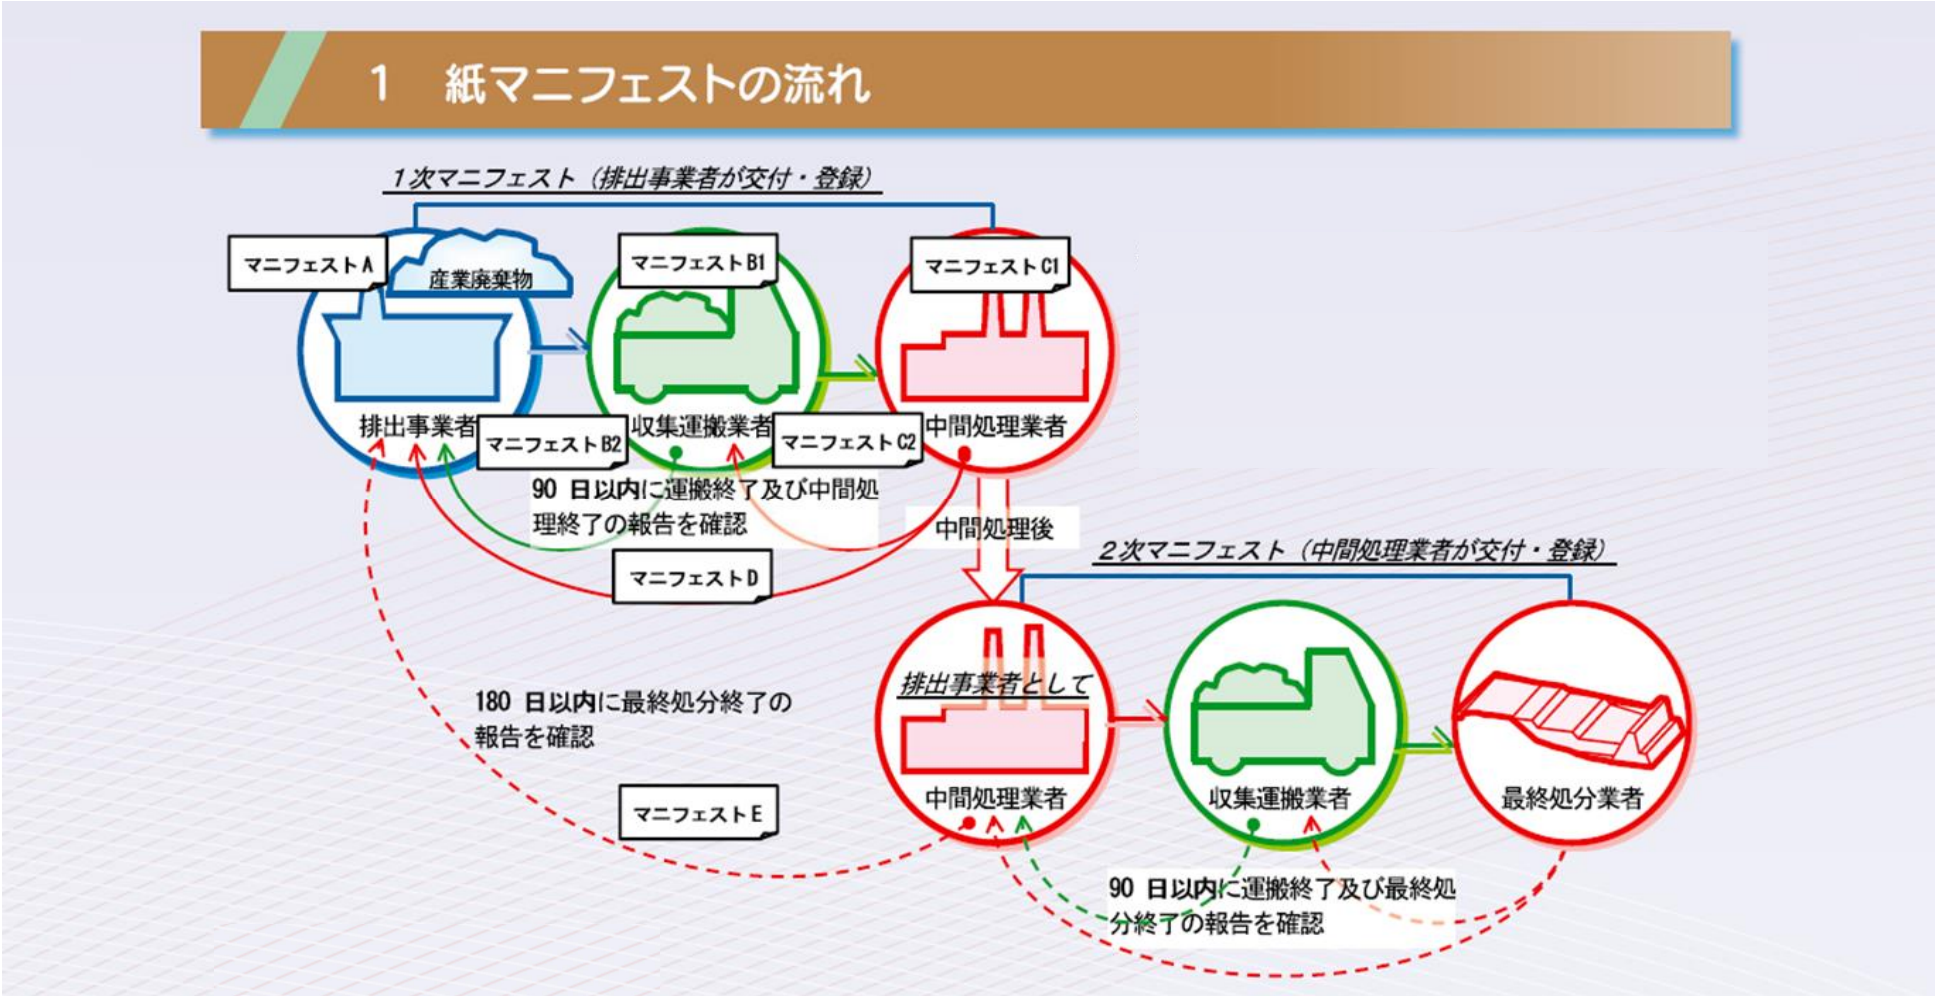 1 紙マニフェストの流れ
1次マニフェスト（排出事業者が交付・登録）
マニフェストA
産業廃棄物
マニフェストB1
マニフェストC1
排出事業者
マニフェストB2
収集運搬業者
マニフェストC2
中間処理業者
90 日以内に運搬終了及び中間処
理終了の報告を確認
中間処理後
マニフェストD
2次マニフェスト（中間処理業者が交付・登録）
排出事業者として
180 日以内に最終処分終了の
報告を確認
マニフェストE
中間処理業者
収集運搬業者
最終処分業者
90 日以内に運搬終了及び最終処
分終了の報告を確認